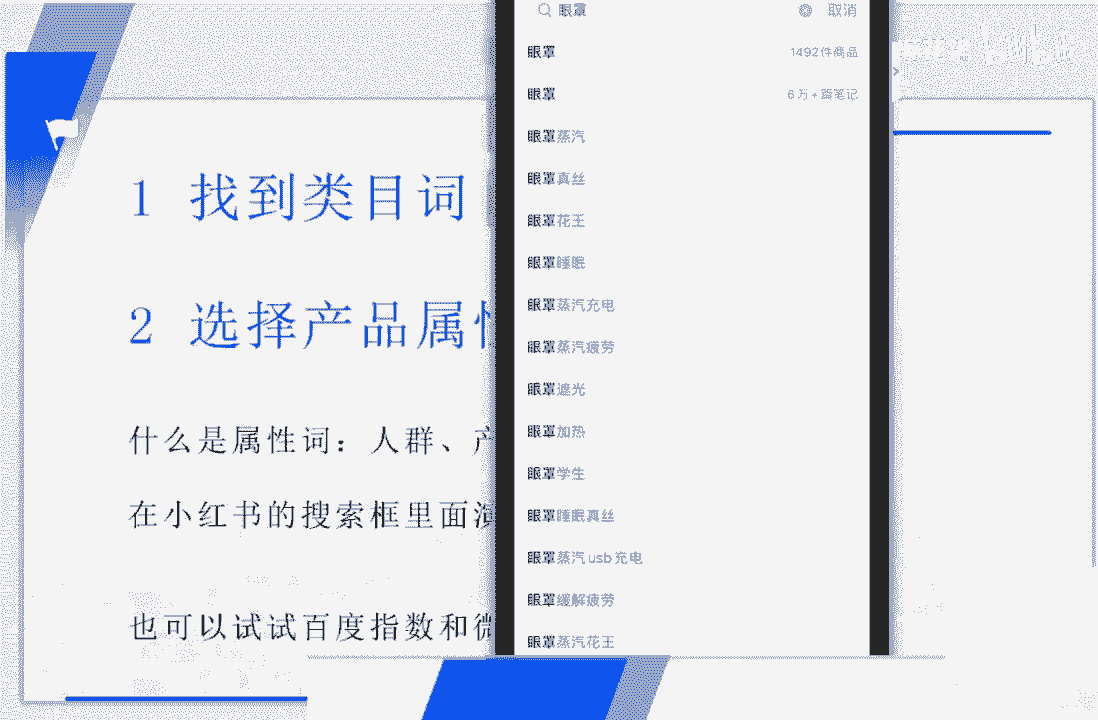 1 找到类目词
2 选择产品属
什么是属性词：人群、产
在小红书的搜索框里面演
也可以试试百度指数和微
眼罩
取消
眼罩 1492件商品
眼罩 6万+篇笔记
眼罩蒸汽
眼罩真丝
眼罩花王
眼罩睡眠
眼罩蒸汽充电
眼罩蒸汽疲劳
眼罩遮光
眼罩加热
眼罩学生
眼罩睡眠真丝
眼罩蒸汽usb充电
眼罩缓解疲劳
眼罩蒸汽花王